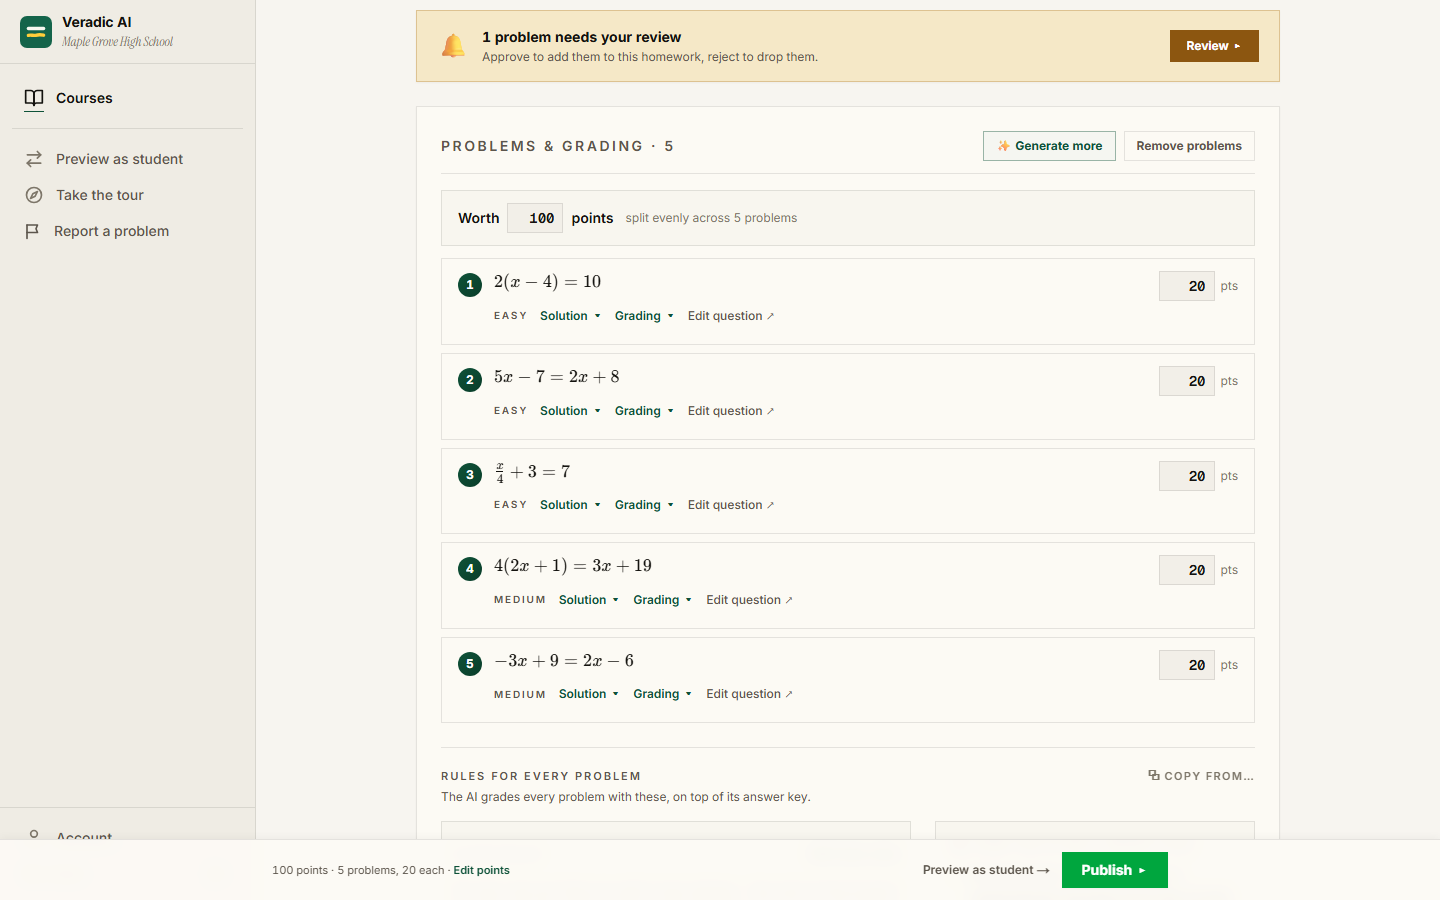 Veradic AI
Maple Grove High School
Courses
Preview as student
Take the tour
Report a problem
Account
1 problem needs your review
Approve to add them to this homework, reject to drop them.
Review
PROBLEMS & GRADING · 5
Generate more
Remove problems
Worth 100 points split evenly across 5 problems
1 2(x − 4) = 10 20 pts
EASY Solution Grading Edit question ↗
2 5x − 7 = 2x + 8 20 pts
EASY Solution Grading Edit question ↗
3 x/4 + 3 = 7 20 pts
EASY Solution Grading Edit question ↗
4 4(2x + 1) = 3x + 19 20 pts
MEDIUM Solution Grading Edit question ↗
5 −3x + 9 = 2x − 6 20 pts
MEDIUM Solution Grading Edit question ↗
RULES FOR EVERY PROBLEM
COPY FROM...
The AI grades every problem with these, on top of its answer key.
100 points · 5 problems, 20 each · Edit points
Preview as student →
Publish